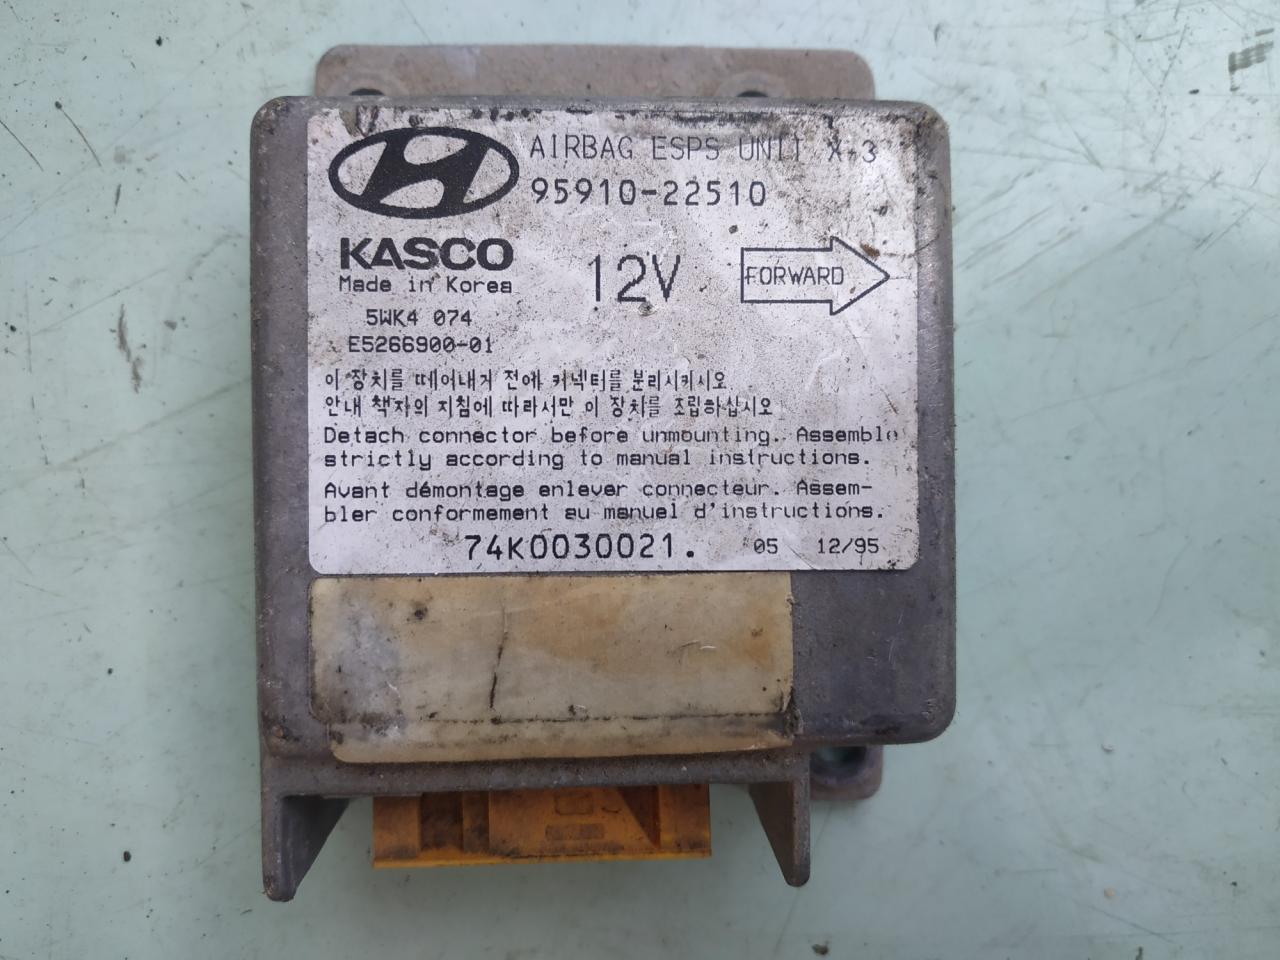 AIRBAG ESPS UNIT X-3
95910-22510
KASCO
Made in Korea
12V
FORWARD
5WK4 074
E5266900-01
이 장치를 떼어내기 전에 커넥터를 분리시키시오
안내 책자의 지침에 따라서만 이 장치를 조립하십시오
Detach connector before unmounting. Assemble
strictly according to manual instructions.
Avant démontage enlever connecteur. Assem-
bler conformement au manuel d'instructions.
74K0030021. 05 12/95